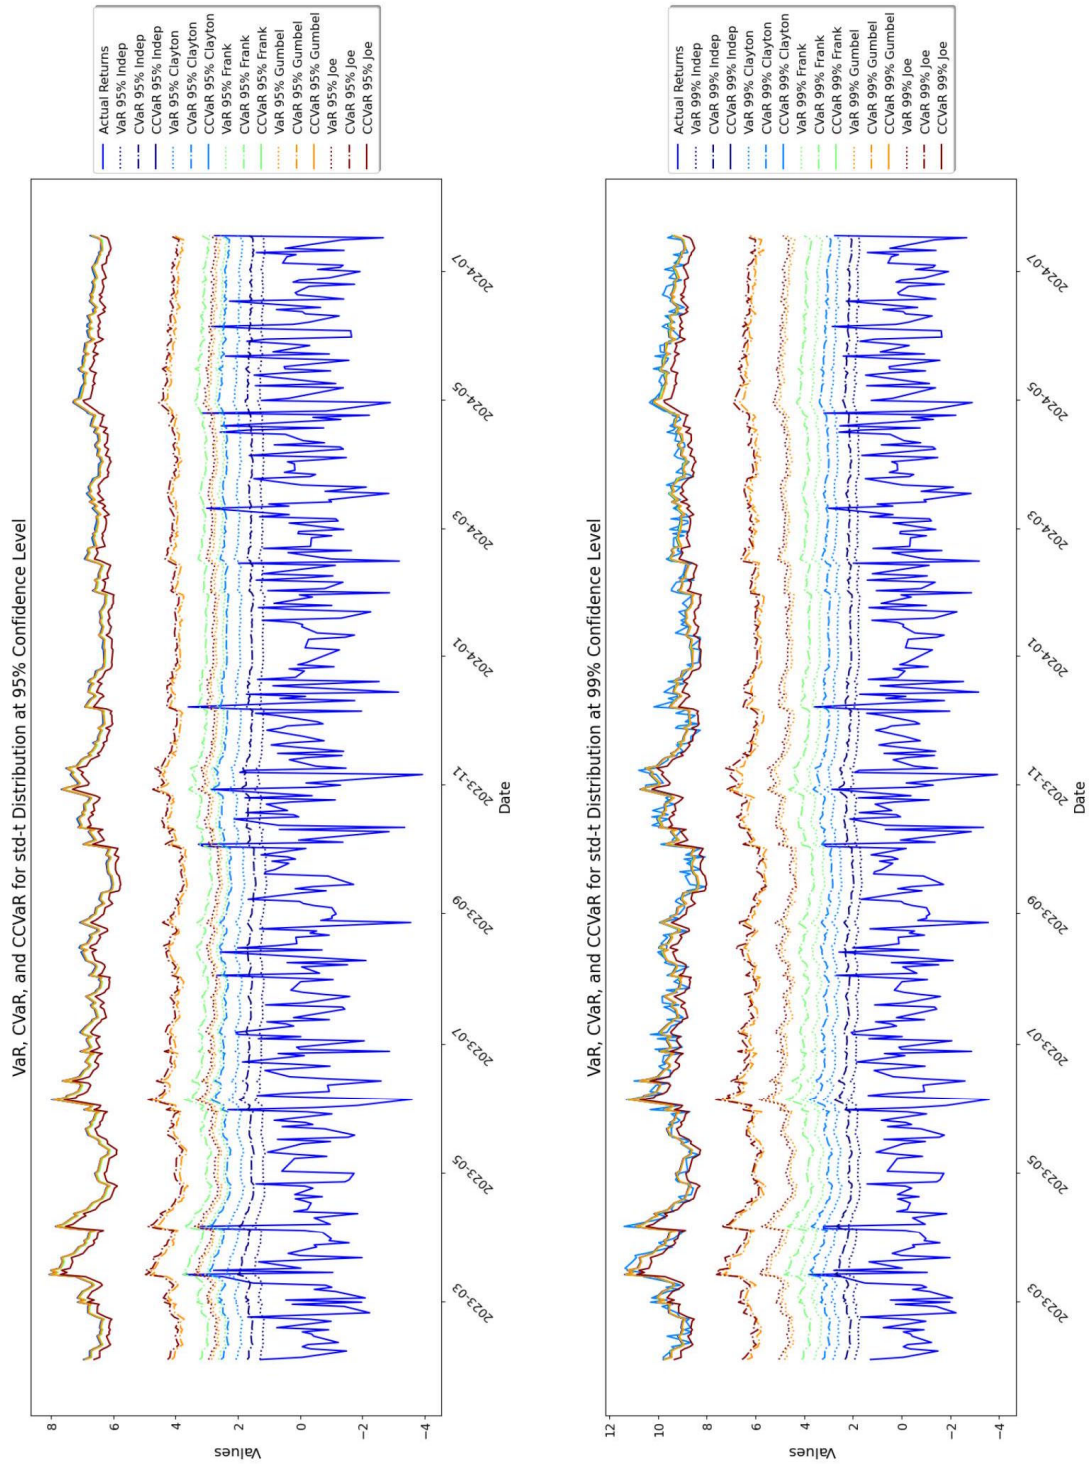 VaR, CVaR, and CCVaR for std-t Distribution at 95% Confidence Level
Values
8
6
4
2
0
−2
−4
2023-03
2023-05
2023-07
2023-09
2023-11
2024-01
2024-03
2024-05
2024-07
Date
Actual Returns
VaR 95% Indep
CVaR 95% Indep
CCVaR 95% Indep
VaR 95% Clayton
CVaR 95% Clayton
CCVaR 95% Clayton
VaR 95% Frank
CVaR 95% Frank
CCVaR 95% Frank
VaR 95% Gumbel
CVaR 95% Gumbel
CCVaR 95% Gumbel
VaR 95% Joe
CVaR 95% Joe
CCVaR 95% Joe
VaR, CVaR, and CCVaR for std-t Distribution at 99% Confidence Level
Values
12
10
8
6
4
2
0
−2
−4
2023-03
2023-05
2023-07
2023-09
2023-11
2024-01
2024-03
2024-05
2024-07
Date
Actual Returns
VaR 99% Indep
CVaR 99% Indep
CCVaR 99% Indep
VaR 99% Clayton
CVaR 99% Clayton
CCVaR 99% Clayton
VaR 99% Frank
CVaR 99% Frank
CCVaR 99% Frank
VaR 99% Gumbel
CVaR 99% Gumbel
CCVaR 99% Gumbel
VaR 99% Joe
CVaR 99% Joe
CCVaR 99% Joe